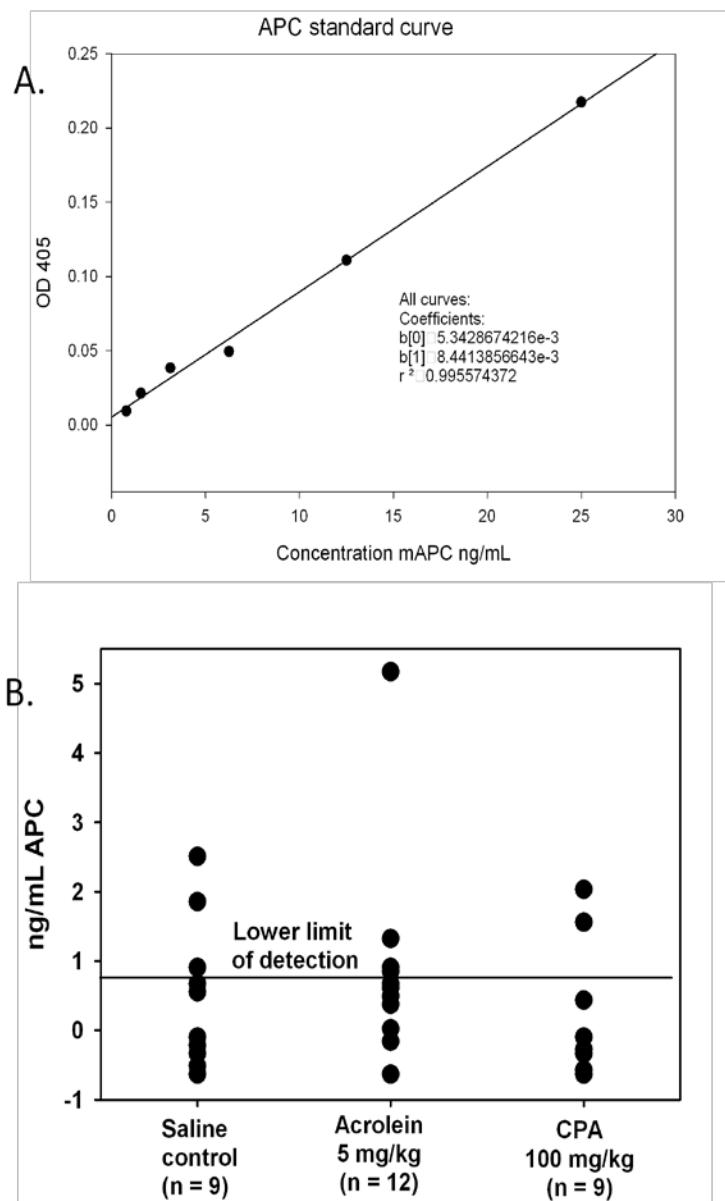 APC standard curve
A.
0.25
0.20
0.15
0.10
0.05
0.00
OD 405
All curves:
Coefficients:
b[0]□5.3428674216e-3
b[1]□8.4413856643e-3
r ²□0.995574372
0 5 10 15 20 25 30
Concentration mAPC ng/mL
B.
5
4
3
2
1
0
-1
ng/mL APC
Lower limit
of detection
Saline
control
(n = 9)
Acrolein
5 mg/kg
(n = 12)
CPA
100 mg/kg
(n = 9)